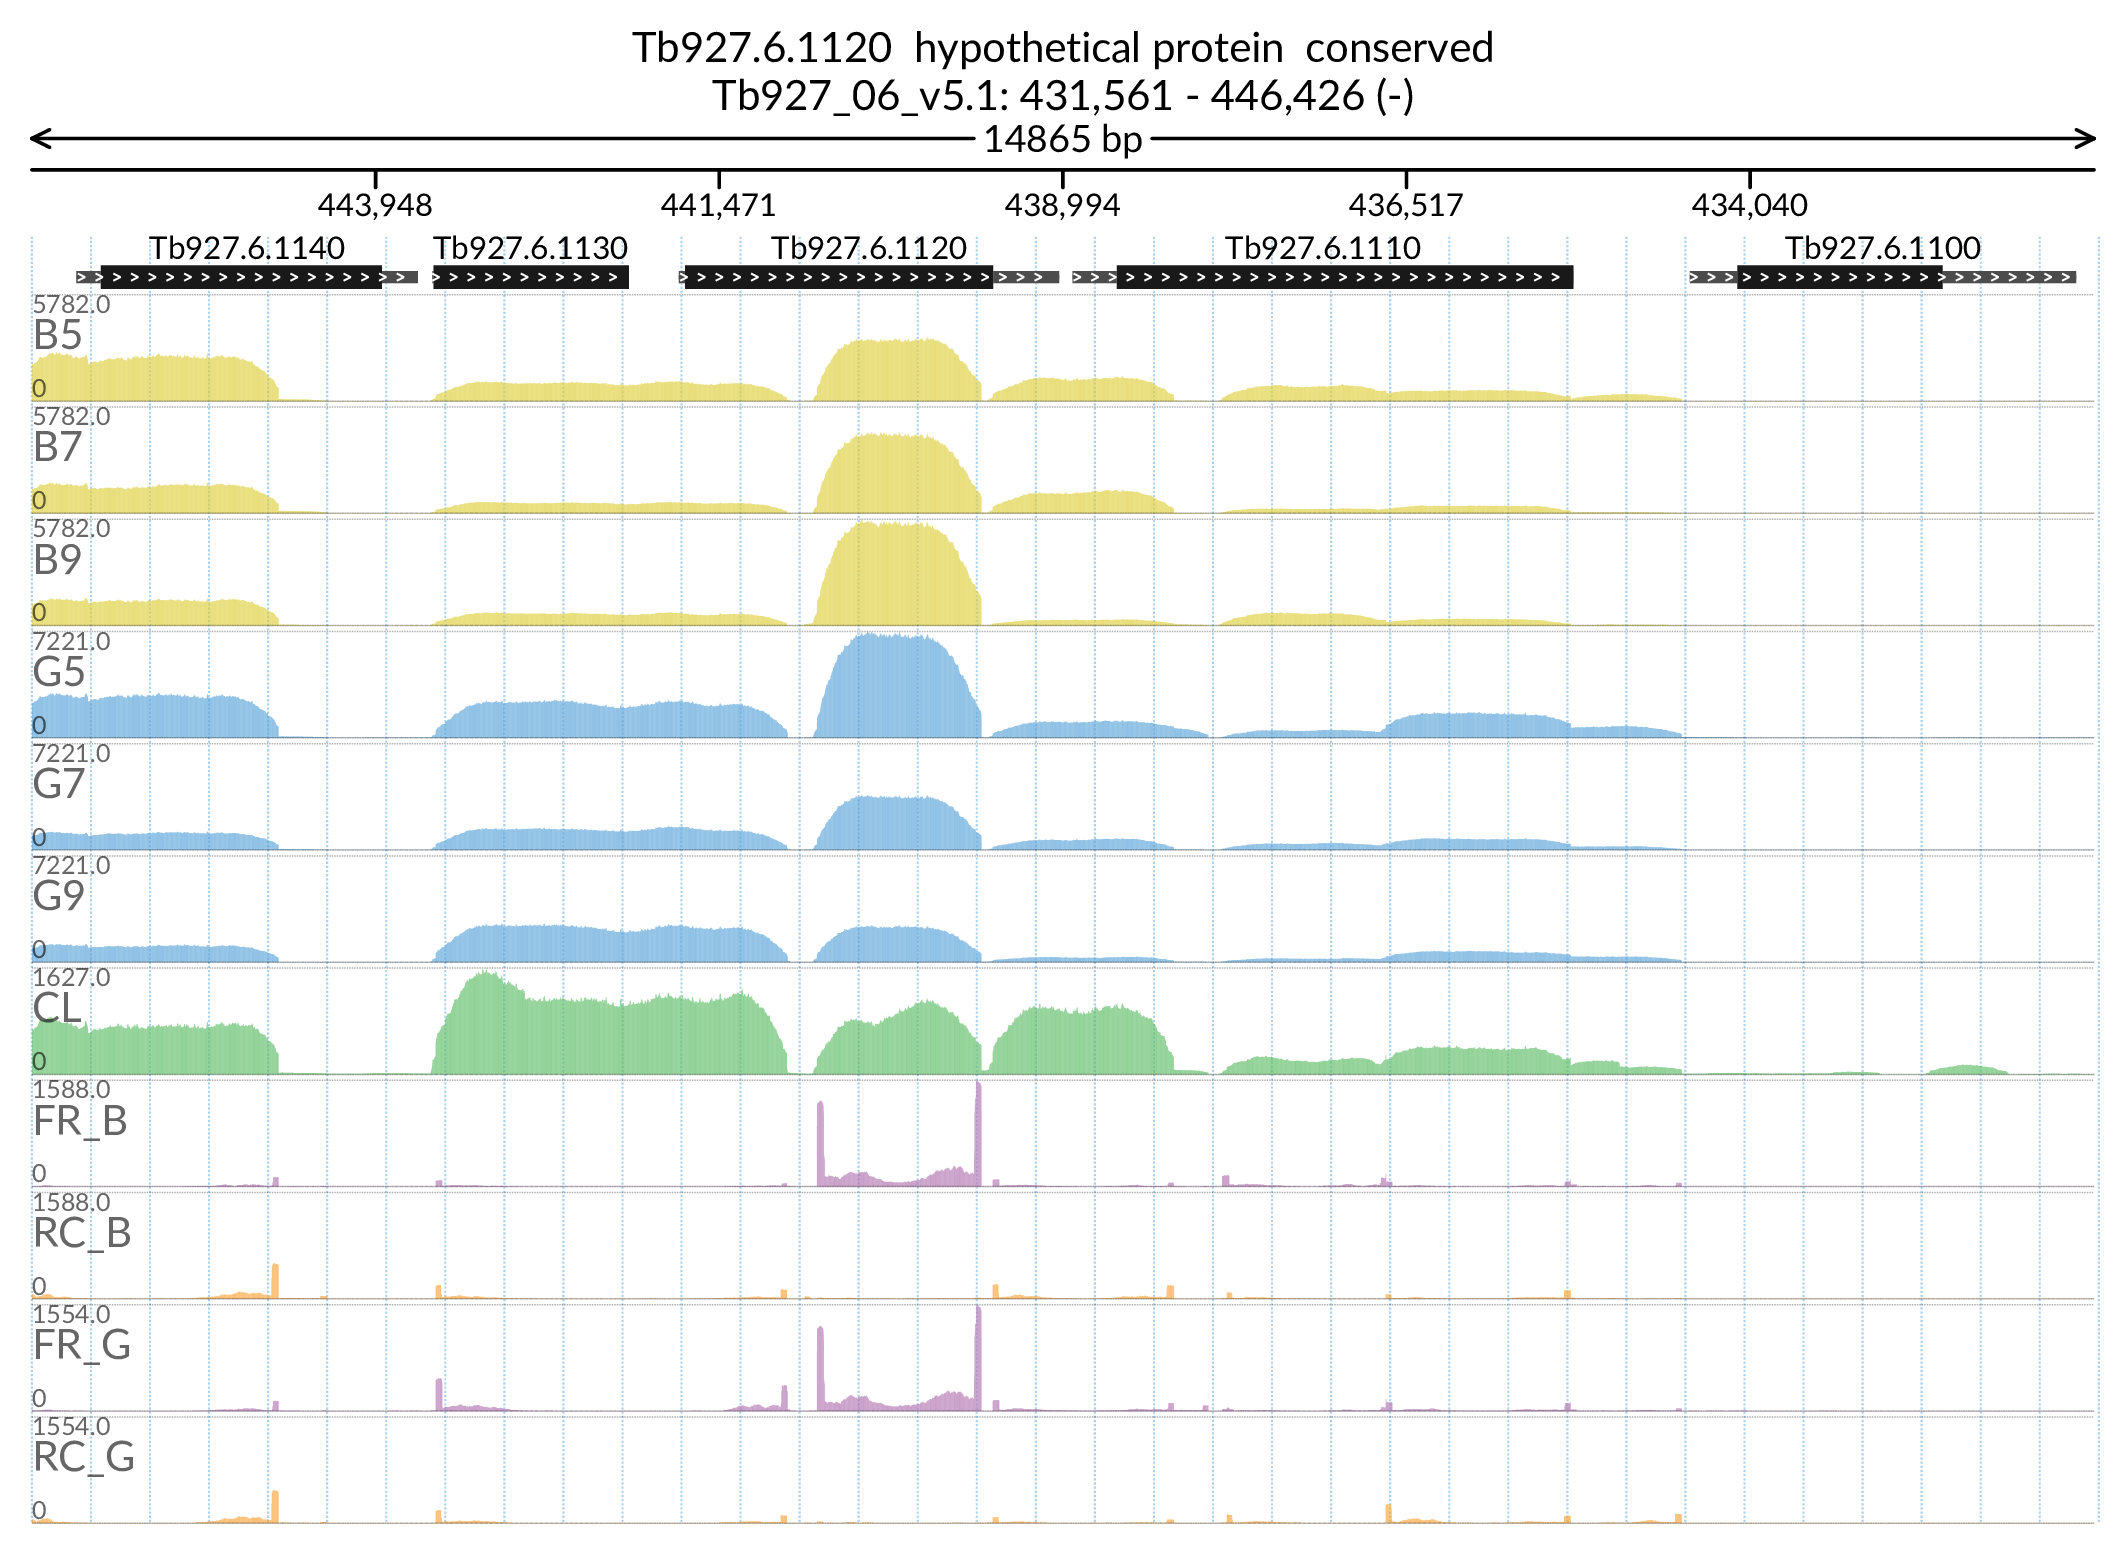 Tb927.6.1120 hypothetical protein conserved
Tb927_06_v5.1: 431,561 - 446,426 (-)
14865 bp
443,948 441,471 438,994 436,517 434,040
Tb927.6.1140 Tb927.6.1130 Tb927.6.1120 Tb927.6.1110 Tb927.6.1100
5782.0
B5
0
5782.0
B7
0
5782.0
B9
0
7221.0
G5
0
7221.0
G7
0
7221.0
G9
0
1627.0
CL
0
1588.0
FR_B
0
1588.0
RC_B
0
1554.0
FR_G
0
1554.0
RC_G
0